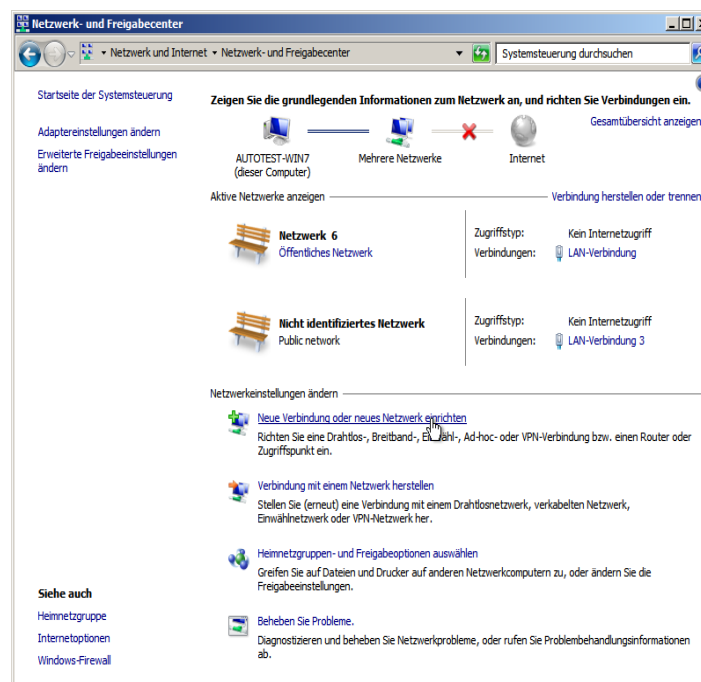 Netzwerk- und Freigabecenter
Netzwerk und Internet Netzwerk- und Freigabecenter
Systemsteuerung durchsuchen
Startseite der Systemsteuerung
Adaptereinstellungen ändern
Erweiterte Freigabeeinstellungen
ändern
Zeigen Sie die grundlegenden Informationen zum Netzwerk an, und richten Sie Verbindungen ein.
Gesamtübersicht anzeigen
AUTOTEST-WIN7
(dieser Computer)
Mehrere Netzwerke
Internet
Aktive Netzwerke anzeigen
Verbindung herstellen oder trennen
Netzwerk 6
Öffentliches Netzwerk
Zugriffstyp: Kein Internetzugriff
Verbindungen: LAN-Verbindung
Nicht identifiziertes Netzwerk
Public network
Zugriffstyp: Kein Internetzugriff
Verbindungen: LAN-Verbindung 3
Netzwerkeinstellungen ändern
Neue Verbindung oder neues Netzwerk einrichten
Richten Sie eine Drahtlos-, Breitband-, Einwähl-, Ad-hoc- oder VPN-Verbindung bzw. einen Router oder
Zugriffspunkt ein.
Verbindung mit einem Netzwerk herstellen
Stellen Sie (erneut) eine Verbindung mit einem Drahtlosnetzwerk, verkabelten Netzwerk,
Einwählnetzwerk oder VPN-Netzwerk her.
Heimnetzgruppen- und Freigabeoptionen auswählen
Greifen Sie auf Dateien und Drucker auf anderen Netzwerkcomputern zu, oder ändern Sie die
Freigabeeinstellungen.
Beheben Sie Probleme.
Diagnostizieren und beheben Sie Netzwerkprobleme, oder rufen Sie Problembehandlungsinformationen
ab.
Siehe auch
Heimnetzgruppe
Internetoptionen
Windows-Firewall